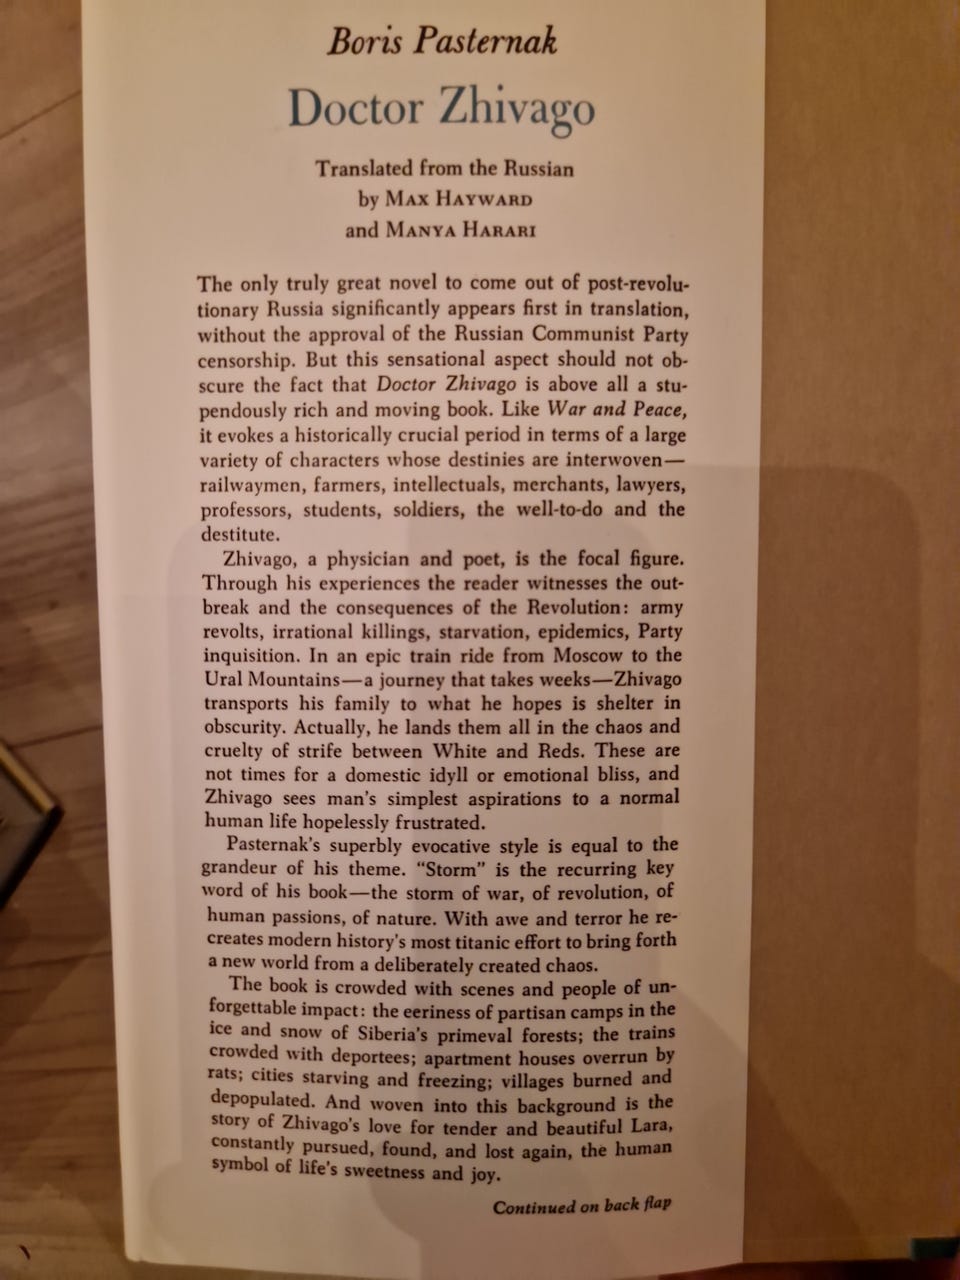 Boris Pasternak
Doctor Zhivago
Translated from the Russian
by MAX HAYWARD
and MANYA HARARI
The only truly great novel to come out of post-revolu-
tionary Russia significantly appears first in translation,
without the approval of the Russian Communist Party
censorship. But this sensational aspect should not ob-
scure the fact that Doctor Zhivago is above all a stu-
pendously rich and moving book. Like War and Peace,
it evokes a historically crucial period in terms of a large
variety of characters whose destinies are interwoven—
railwaymen, farmers, intellectuals, merchants, lawyers,
professors, students, soldiers, the well-to-do and the
destitute.
Zhivago, a physician and poet, is the focal figure.
Through his experiences the reader witnesses the out-
break and the consequences of the Revolution: army
revolts, irrational killings, starvation, epidemics, Party
inquisition. In an epic train ride from Moscow to the
Ural Mountains—a journey that takes weeks—Zhivago
transports his family to what he hopes is shelter in
obscurity. Actually, he lands them all in the chaos and
cruelty of strife between White and Reds. These are
not times for a domestic idyll or emotional bliss, and
Zhivago sees man's simplest aspirations to a normal
human life hopelessly frustrated.
Pasternak's superbly evocative style is equal to the
grandeur of his theme. "Storm" is the recurring key
word of his book—the storm of war, of revolution, of
human passions, of nature. With awe and terror he re-
creates modern history's most titanic effort to bring forth
a new world from a deliberately created chaos.
The book is crowded with scenes and people of un-
forgettable impact: the eeriness of partisan camps in the
ice and snow of Siberia's primeval forests; the trains
crowded with deportees; apartment houses overrun by
rats; cities starving and freezing; villages burned and
depopulated. And woven into this background is the
story of Zhivago's love for tender and beautiful Lara,
constantly pursued, found, and lost again, the human
symbol of life's sweetness and joy.
Continued on back flap